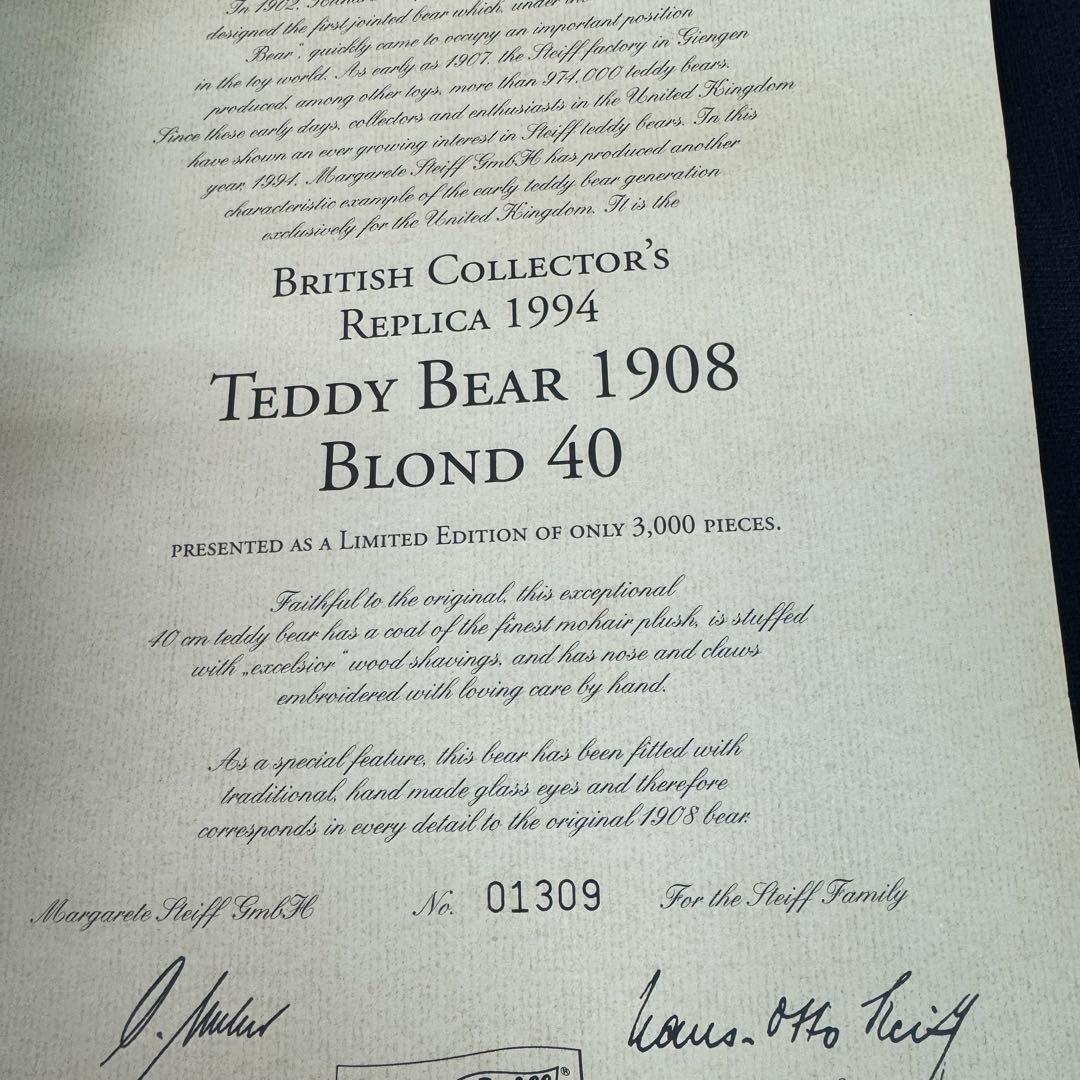 In 1902,
designed the first jointed bear which, under
Bear", quickly came to occupy an important position
in the toy world. As early as 1907, the Steiff factory in Giengen
produced, among other toys, more than 974,000 teddy bears.
Since these early days, collectors and enthusiasts in the United Kingdom
have shown an ever growing interest in Steiff teddy bears. In this
year, 1994, Margarete Steiff GmbH has produced another
characteristic example of the early teddy bear generation
exclusively for the United Kingdom. It is the
British Collector's
Replica 1994
Teddy Bear 1908
Blond 40
presented as a Limited Edition of only 3,000 pieces.
Faithful to the original, this exceptional
40 cm teddy bear has a coat of the finest mohair plush, is stuffed
with „excelsior" wood shavings, and has nose and claws
embroidered with loving care by hand.
As a special feature, this bear has been fitted with
traditional, hand made glass eyes and therefore
corresponds in every detail to the original 1908 bear.
Margarete Steiff GmbH No. 01309 For the Steiff Family
Hans-Otto Steiff